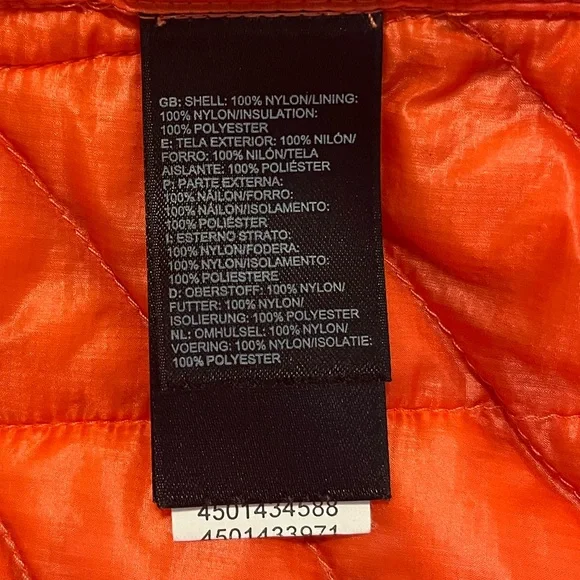 GB: SHELL: 100% NYLON/LINING:
100% NYLON/INSULATION:
100% POLYESTER
E: TELA EXTERIOR: 100% NILÓN/
FORRO: 100% NILÓN/TELA
AISLANTE: 100% POLIÉSTER
P: PARTE EXTERNA:
100% NÁILON/FORRO:
100% NÁILON/ISOLAMENTO:
100% POLIÉSTER
I: ESTERNO STRATO:
100% NYLON/FODERA:
100% NYLON/ISOLAMENTO:
100% POLIESTERE
D: OBERSTOFF: 100% NYLON/
FUTTER: 100% NYLON/
ISOLIERUNG: 100% POLYESTER
NL: OMHULSEL: 100% NYLON/
VOERING: 100% NYLON/ISOLATIE:
100% POLYESTER
4501434588
4501433971